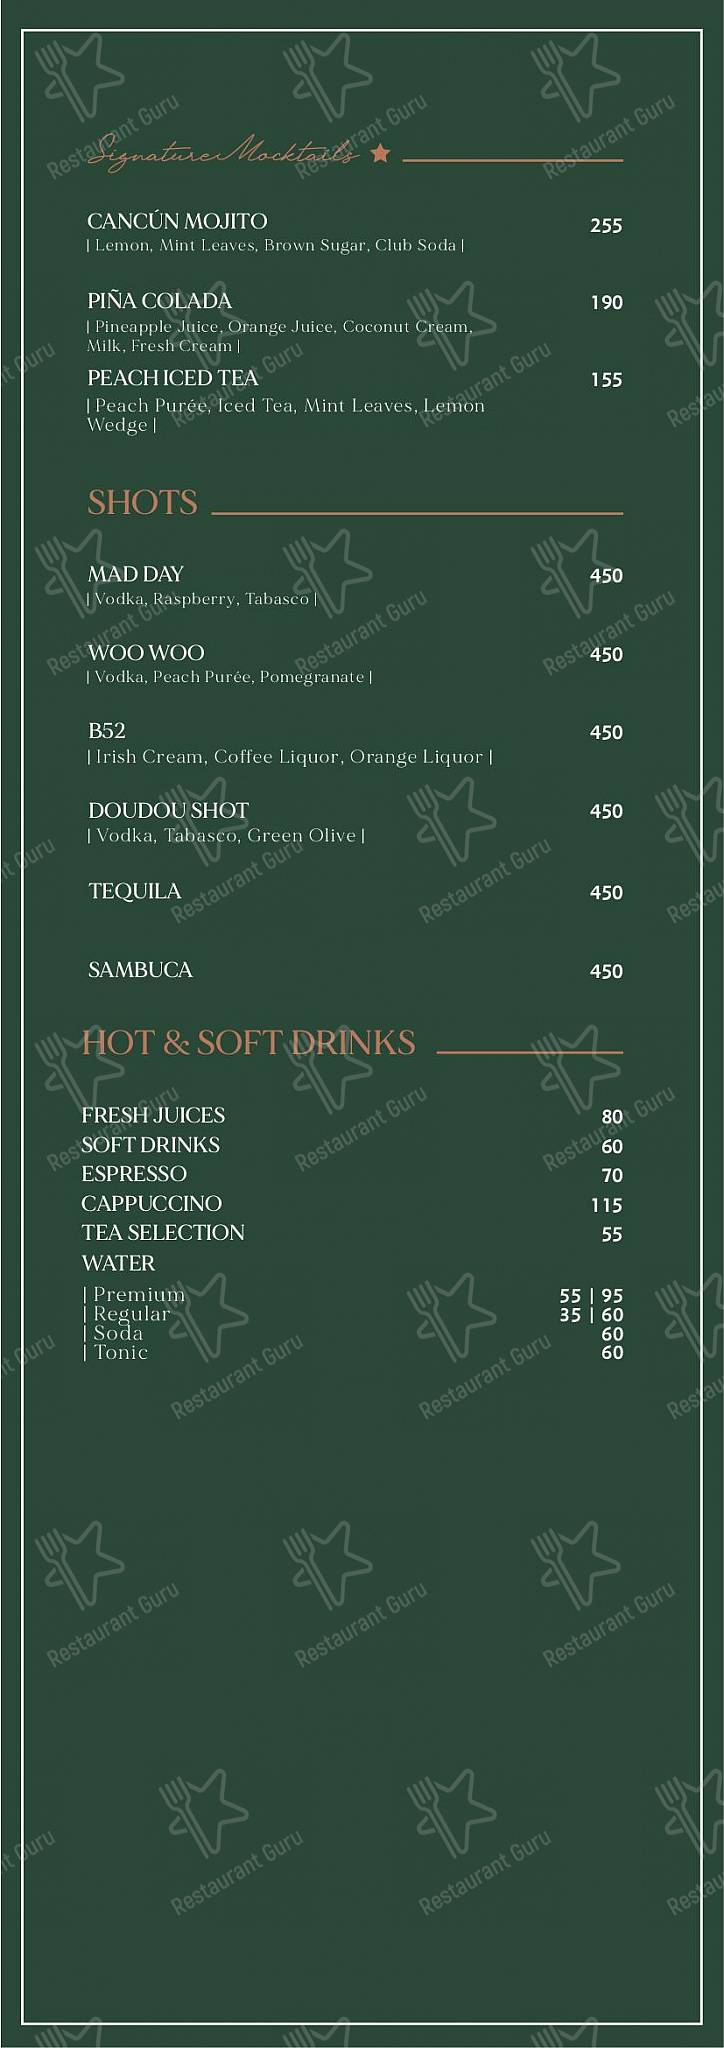 Signature Mocktails
CANCÚN MOJITO 255
| Lemon, Mint Leaves, Brown Sugar, Club Soda |
PIÑA COLADA 190
| Pineapple Juice, Orange Juice, Coconut Cream,
Milk, Fresh Cream |
PEACH ICED TEA 155
| Peach Purée, Iced Tea, Mint Leaves, Lemon
Wedge |
SHOTS
MAD DAY 450
| Vodka, Raspberry, Tabasco |
WOO WOO 450
| Vodka, Peach Purée, Pomegranate |
B52 450
| Irish Cream, Coffee Liquor, Orange Liquor |
DOUDOU SHOT 450
| Vodka, Tabasco, Green Olive |
TEQUILA 450
SAMBUCA 450
HOT & SOFT DRINKS
FRESH JUICES 80
SOFT DRINKS 60
ESPRESSO 70
CAPPUCCINO 115
TEA SELECTION 55
WATER
| Premium 55 | 95
| Regular 35 | 60
| Soda 60
| Tonic 60
Restaurant Guru